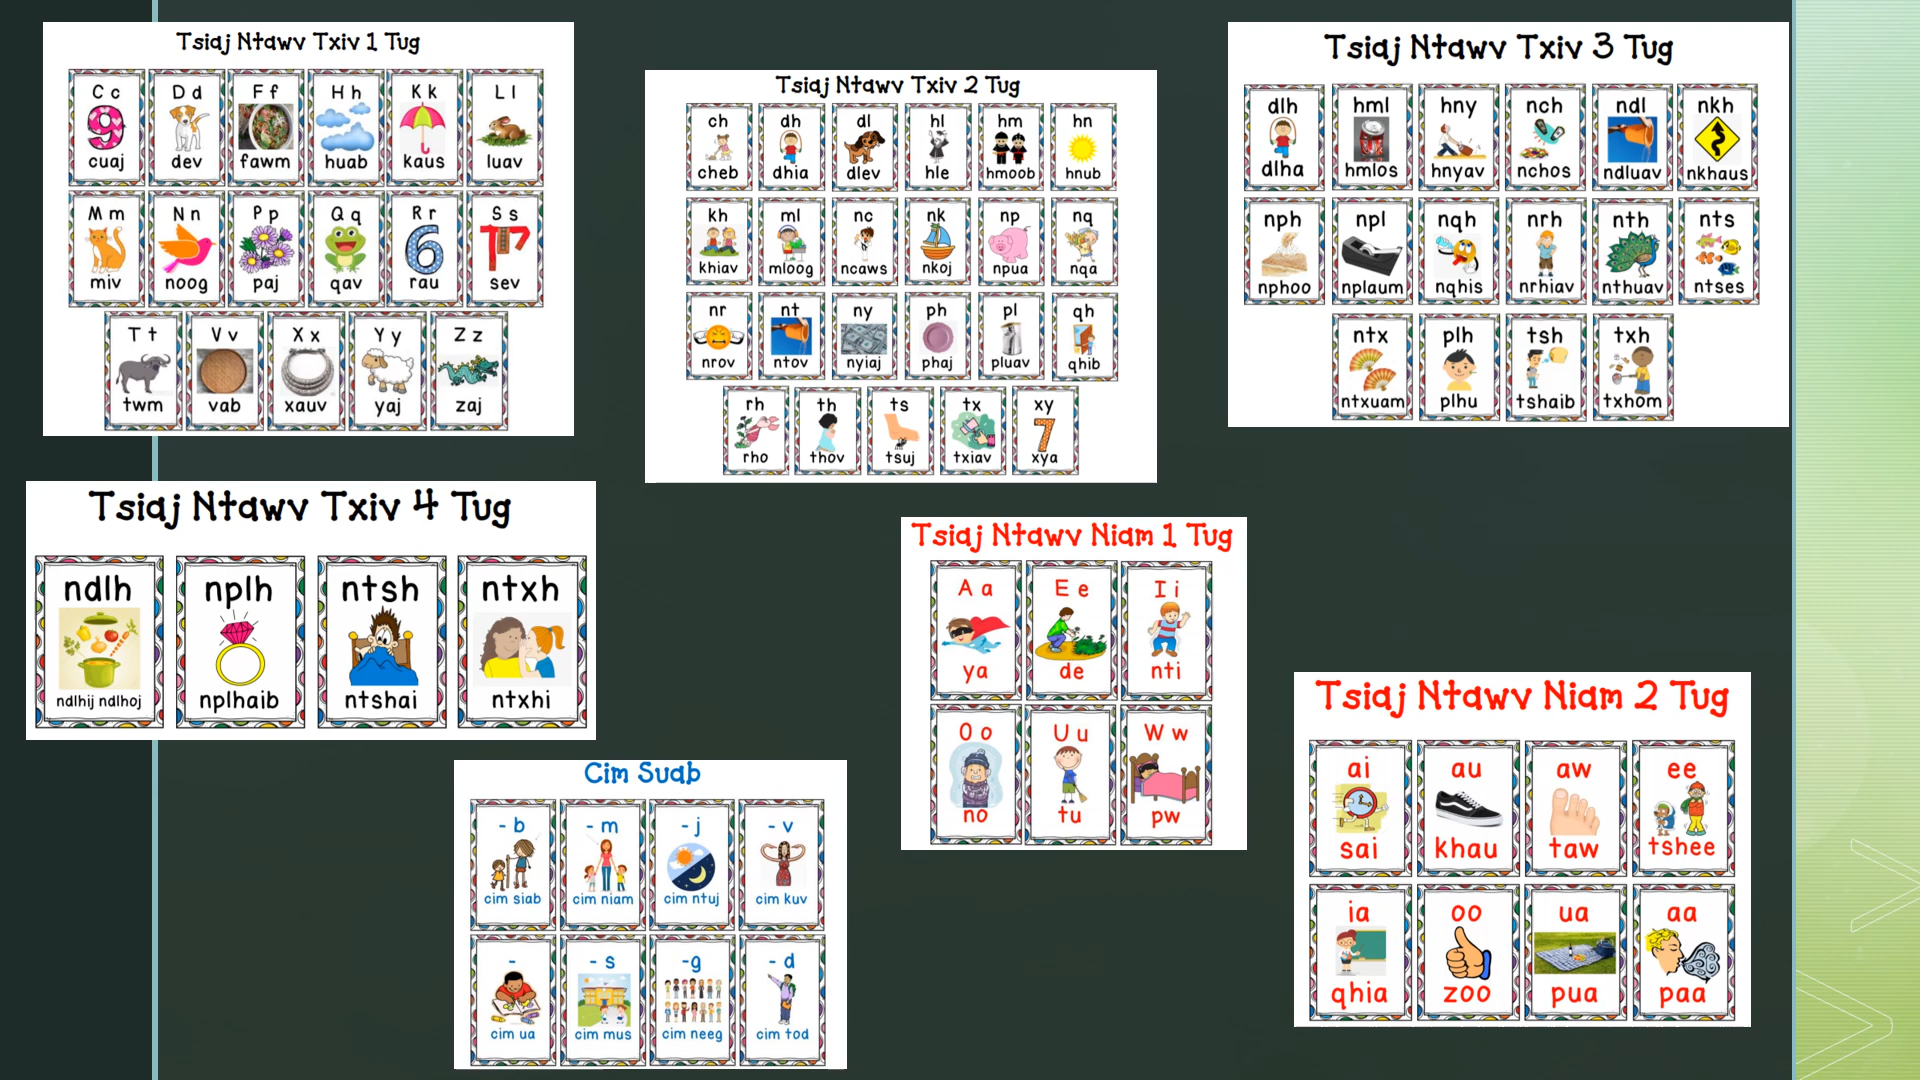 Tsiaj Ntawv Txiv 1 Tug
C c D d F f H h K k L l
cuaj dev fawm huab kaus luav
M m N n P p Q q R r S s
miv noog paj qav rau sev
T t V v X x Y y Z z
twm vab xauv yaj zaj
Tsiaj Ntawv Txiv 2 Tug
ch dh dl hl hm hn
cheb dhia dlev hle hmoob hnub
kh ml nc nk np nq
khiav mloog ncaws nkoj npua nqa
nr nt ny ph pl qh
nrov ntov nyiaj phaj pluav qhib
rh th ts tx xy
rho thov tsuj txiav xya
Tsiaj Ntawv Txiv 3 Tug
dlh hml hny nch ndl nkh
dlha hmlos hnyav nchos ndluav nkhaus
nph npl nqh nrh nth nts
nphoo nplaum nqhis nrhiav nthuav ntses
ntx plh tsh txh
ntxuam plhu tshaib txhom
Tsiaj Ntawv Txiv 4 Tug
ndlh nplh ntsh ntxh
ndlhij ndlhoj nplhaib ntshai ntxhi
Tsiaj Ntawv Niam 1 Tug
A a E e I i
ya de nti
O o U u W w
no tu pw
Tsiaj Ntawv Niam 2 Tug
ai au aw ee
sai khau taw tshee
ia oo ua aa
qhia zoo pua paa
Cim Suab
- b - m - j - v
cim siab cim niam cim ntuj cim kuv
- - s -g - d
cim ua cim mus cim neeg cim tod